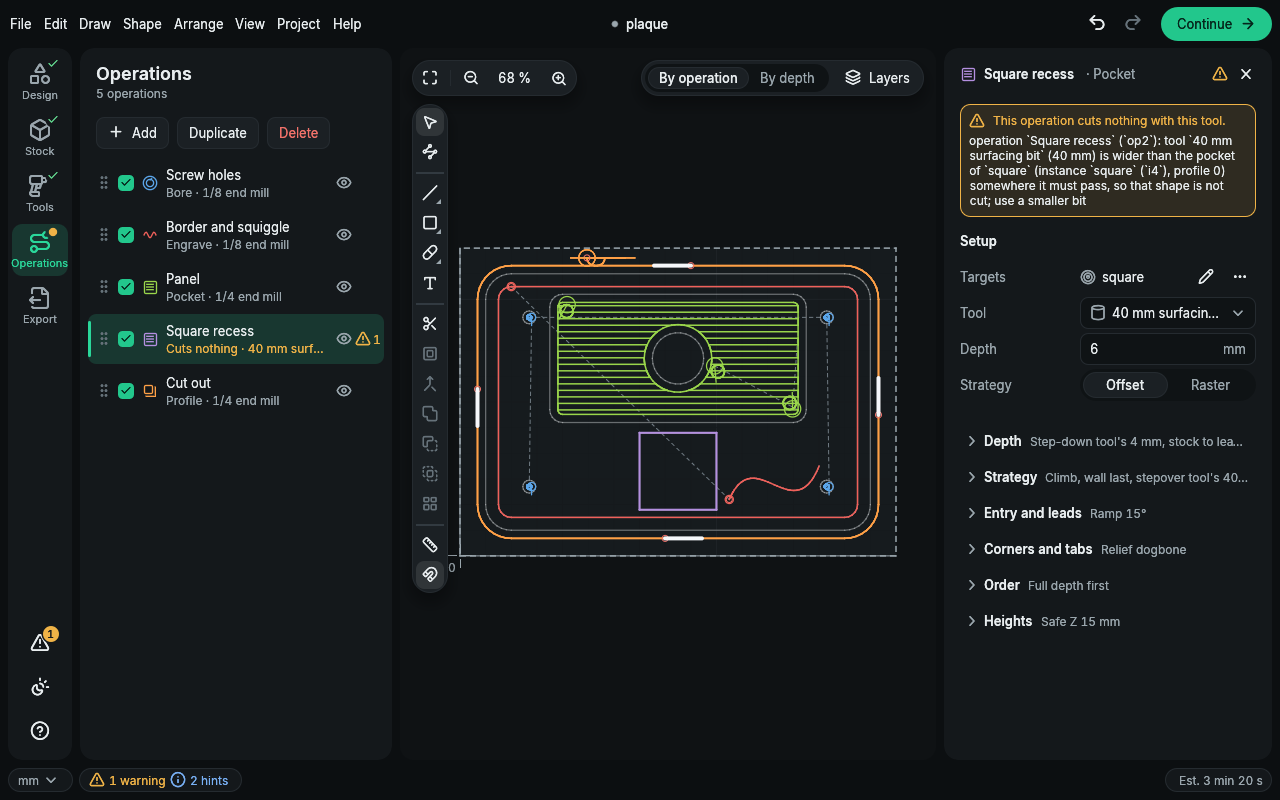 File Edit Draw Shape Arrange View Project Help
plaque
Continue
Design
Stock
Tools
Operations
Export
1
Operations
5 operations
Add
Duplicate
Delete
Screw holes
Bore · 1/8 end mill
Border and squiggle
Engrave · 1/8 end mill
Panel
Pocket · 1/4 end mill
Square recess
Cuts nothing · 40 mm surf...
1
Cut out
Profile · 1/4 end mill
68 %
By operation
By depth
Layers
T
0
Square recess · Pocket
This operation cuts nothing with this tool.
operation `Square recess` (`op2`): tool `40 mm
surfacing bit` (40 mm) is wider than the pocket
of `square` (instance `square` (`i4`), profile 0)
somewhere it must pass, so that shape is not
cut; use a smaller bit
Setup
Targets
square
Tool
40 mm surfacin...
Depth
6
mm
Strategy
Offset
Raster
Depth Step-down tool's 4 mm, stock to lea...
Strategy Climb, wall last, stepover tool's 40...
Entry and leads Ramp 15°
Corners and tabs Relief dogbone
Order Full depth first
Heights Safe Z 15 mm
mm
1 warning
2 hints
Est. 3 min 20 s